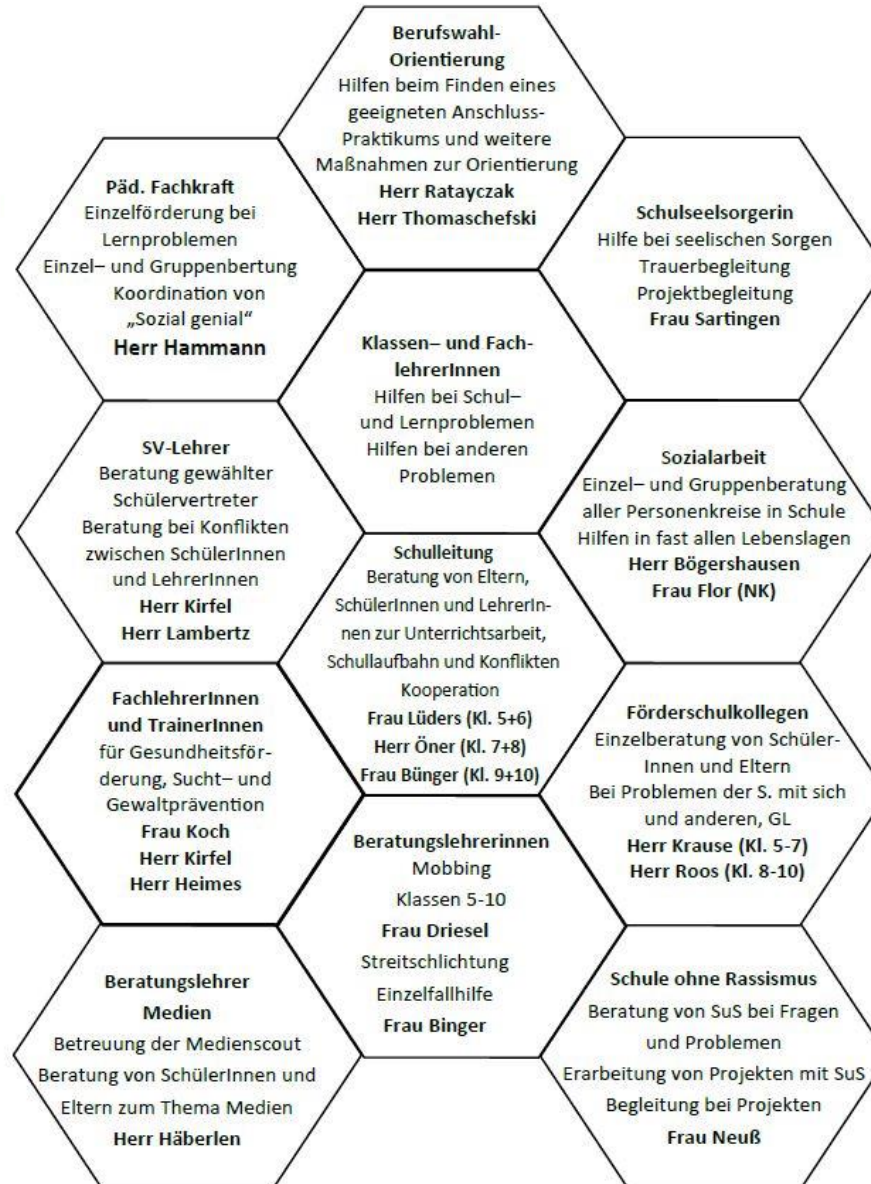 Berufswahl-
Orientierung
Hilfen beim Finden eines
geeigneten Anschluss-
Praktikums und weitere
Maßnahmen zur Orientierung
Herr Ratayczak
Herr Thomaschefski
Päd. Fachkraft
Einzelförderung bei
Lernproblemen
Einzel– und Gruppenbertung
Koordination von
„Sozial genial“
Herr Hammann
Schulseelsorgerin
Hilfe bei seelischen Sorgen
Trauerbegleitung
Projektbegleitung
Frau Sartingen
Klassen– und Fach-
lehrerInnen
Hilfen bei Schul–
und Lernproblemen
Hilfen bei anderen
Problemen
SV-Lehrer
Beratung gewählter
Schülervertreter
Beratung bei Konflikten
zwischen SchülerInnen
und LehrerInnen
Herr Kirfel
Herr Lambertz
Sozialarbeit
Einzel– und Gruppenberatung
aller Personenkreise in Schule
Hilfen in fast allen Lebenslagen
Herr Bögershausen
Frau Flor (NK)
Schulleitung
Beratung von Eltern,
SchülerInnen und LehrerIn-
nen zur Unterrichtsarbeit,
Schullaufbahn und Konflikten
Kooperation
Frau Lüders (Kl. 5+6)
Herr Öner (Kl. 7+8)
Frau Bünger (Kl. 9+10)
FachlehrerInnen
und TrainerInnen
für Gesundheitsför-
derung, Sucht– und
Gewaltprävention
Frau Koch
Herr Kirfel
Herr Heimes
Förderschulkollegen
Einzelberatung von Schüler-
Innen und Eltern
Bei Problemen der S. mit sich
und anderen, GL
Herr Krause (Kl. 5-7)
Herr Roos (Kl. 8-10)
Beratungslehrerinnen
Mobbing
Klassen 5-10
Frau Driesel
Streitschlichtung
Einzelfallhilfe
Frau Binger
Beratungslehrer
Medien
Betreuung der Medienscout
Beratung von SchülerInnen und
Eltern zum Thema Medien
Herr Häberlen
Schule ohne Rassismus
Beratung von SuS bei Fragen
und Problemen
Erarbeitung von Projekten mit SuS
Begleitung bei Projekten
Frau Neuß